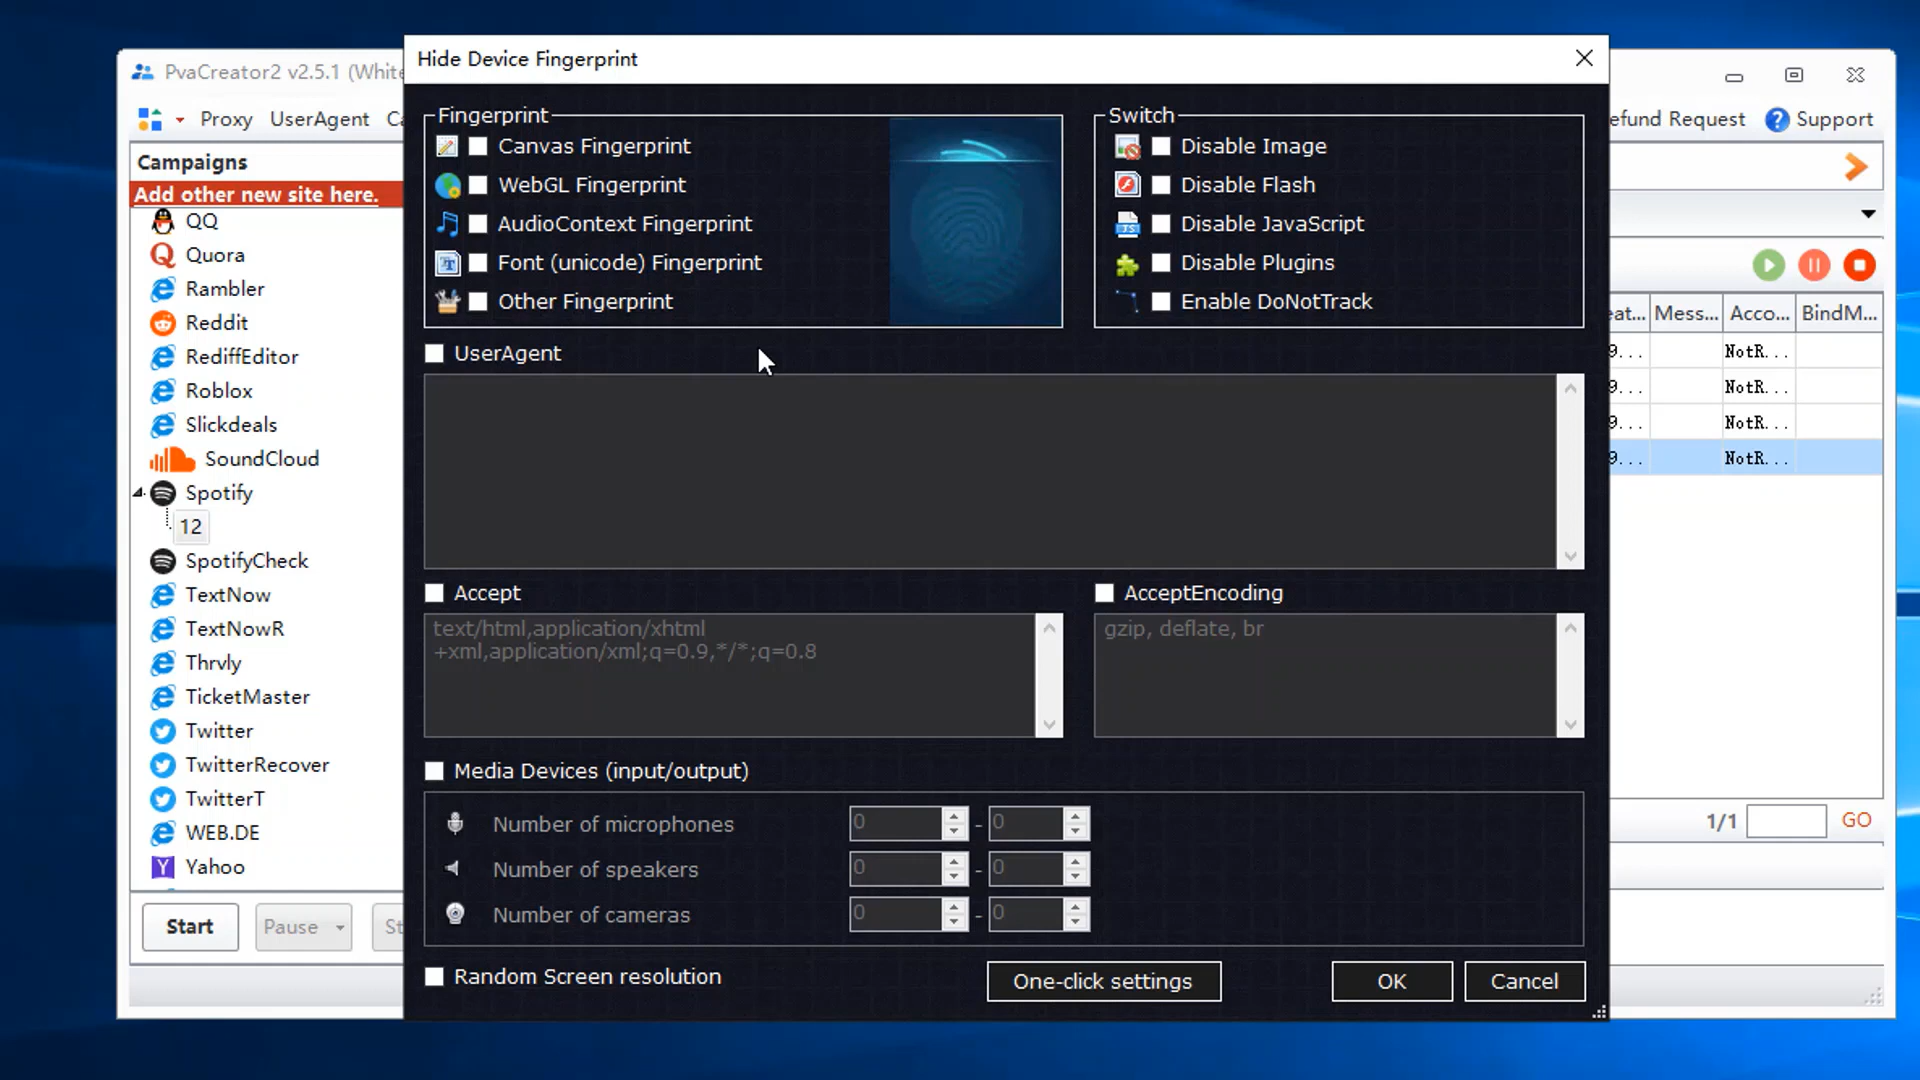 Hide Device Fingerprint
PvaCreator2 v2.5.1 (White
Proxy UserAgent
efund Request Support
Campaigns
Add other new site here.
QQ
Quora
Rambler
Reddit
RediffEditor
Roblox
Slickdeals
SoundCloud
Spotify
12
SpotifyCheck
TextNow
TextNowR
Thrvly
TicketMaster
Twitter
TwitterRecover
TwitterT
WEB.DE
Yahoo
Start Pause St
Fingerprint
Canvas Fingerprint
WebGL Fingerprint
AudioContext Fingerprint
Font (unicode) Fingerprint
Other Fingerprint
Switch
Disable Image
Disable Flash
Disable JavaScript
Disable Plugins
Enable DoNotTrack
UserAgent
Accept
text/html,application/xhtml
+xml,application/xml;q=0.9,*/*;q=0.8
AcceptEncoding
gzip, deflate, br
Media Devices (input/output)
Number of microphones 0 - 0
Number of speakers 0 - 0
Number of cameras 0 - 0
Random Screen resolution
One-click settings OK Cancel
eat... Mess... Acco... BindM...
9... NotR...
9... NotR...
9... NotR...
9... NotR...
1/1 GO